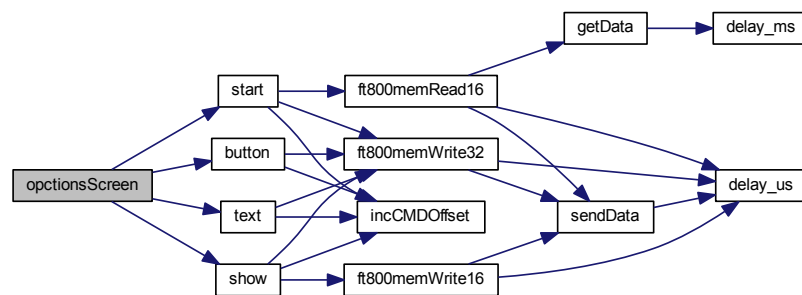 opctionsScreen
start
button
text
show
ft800memRead16
ft800memWrite32
incCMDOffset
ft800memWrite16
getData
sendData
delay_ms
delay_us